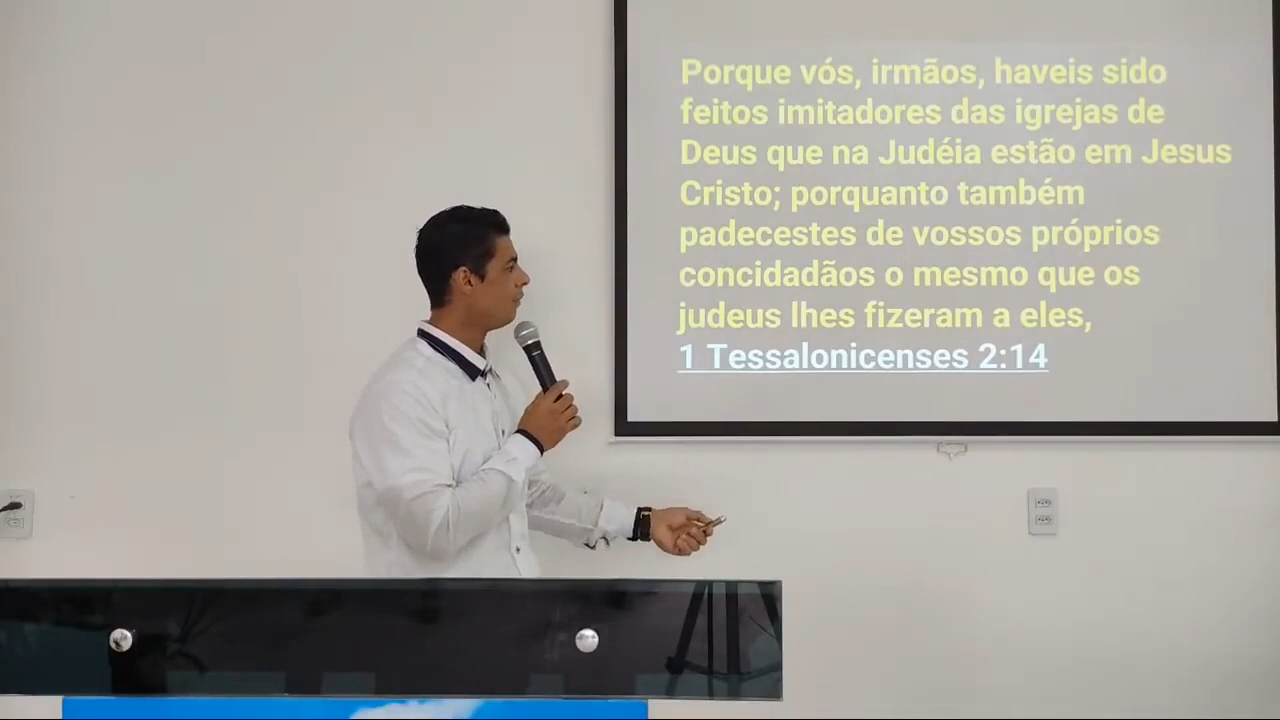 Porque vós, irmãos, haveis sido
feitos imitadores das igrejas de
Deus que na Judéia estão em Jesus
Cristo; porquanto também
padecestes de vossos próprios
concidadãos o mesmo que os
judeus lhes fizeram a eles,
1 Tessalonicenses 2:14